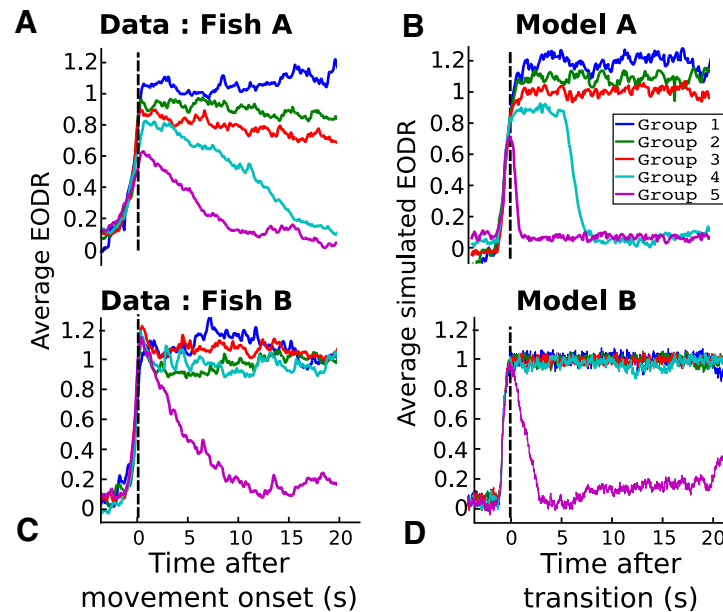 A
Data : Fish A
Average EODR
1.2
1
0.8
0.6
0.4
0.2
0
B
Model A
Average simulated EODR
1.2
1
0.8
0.6
0.4
0.2
0
Group 1
Group 2
Group 3
Group 4
Group 5
0 5 10 15 20
Data : Fish B
1.2
1
0.8
0.6
0.4
0.2
0
C
0 10 20
Time after
movement onset (s)
Model B
1.2
1
0.8
0.6
0.4
0.2
0
D
0 5 10 15 20
Time after
transition (s)